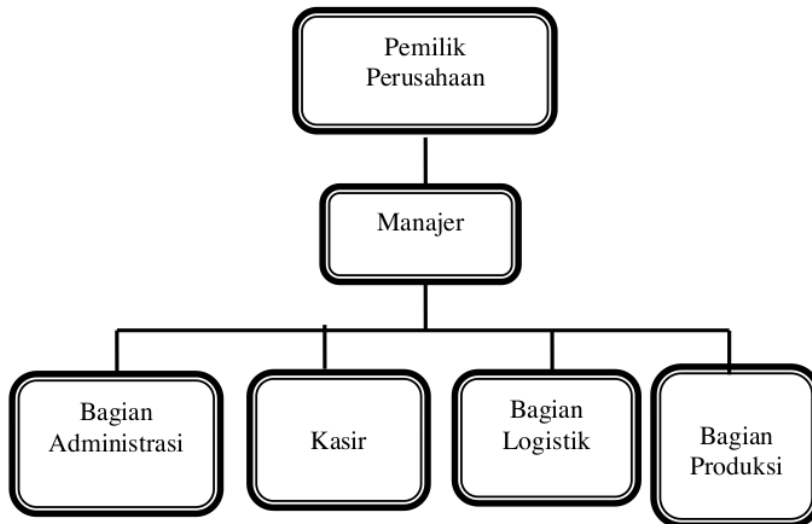 Pemilik
Perusahaan
Manajer
Bagian
Administrasi
Kasir
Bagian
Logistik
Bagian
Produksi